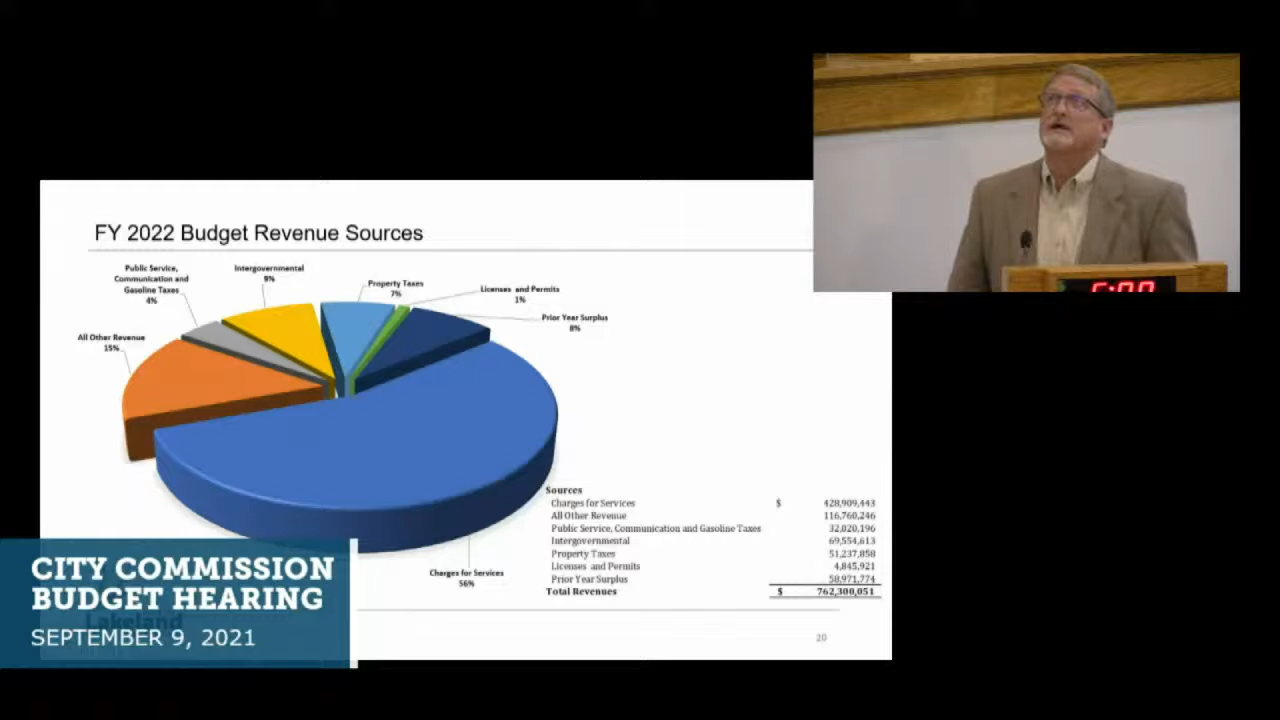 FY 2022 Budget Revenue Sources
Public Service,
Communication and
Gasoline Taxes
4%
Intergovernmental
9%
Property Taxes
7%
Licenses and Permits
1%
Prior Year Surplus
8%
All Other Revenue
15%
Charges for Services
56%
Sources
Charges for Services $ 428,909,443
All Other Revenue 116,760,246
Public Service, Communication and Gasoline Taxes 32,020,196
Intergovernmental 69,554,613
Property Taxes 51,237,858
Licenses and Permits 4,845,921
Prior Year Surplus 58,971,774
Total Revenues $ 762,300,051
20
Lakeland
CITY COMMISSION
BUDGET HEARING
SEPTEMBER 9, 2021
5:00